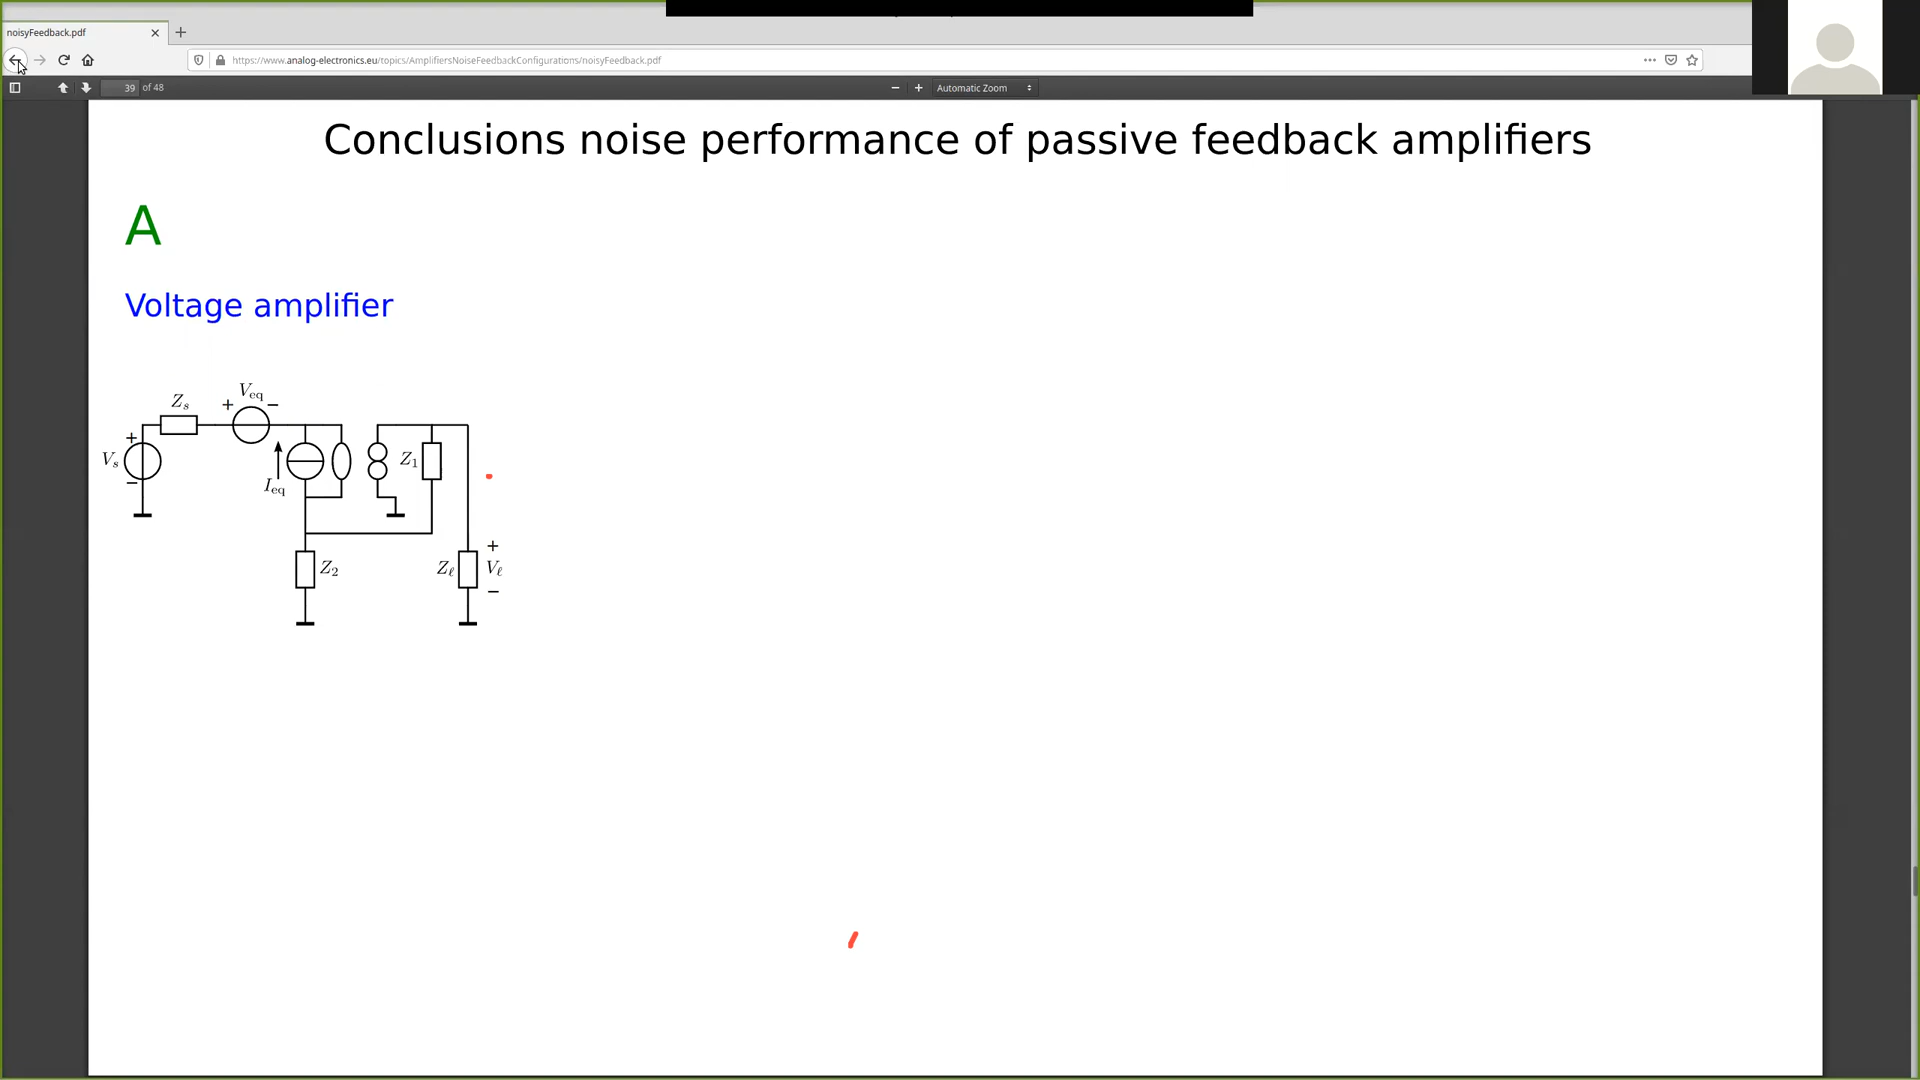 noisyFeedback.pdf
https://www.analog-electronics.eu/topics/AmplifiersNoiseFeedbackConfigurations/noisyFeedback.pdf
39 of 48
Automatic Zoom
Conclusions noise performance of passive feedback amplifiers
A
Voltage amplifier
Zs
+ Veq −
+
Vs
−
Ieq
Z1
Z2
Zℓ
+
Vℓ
−